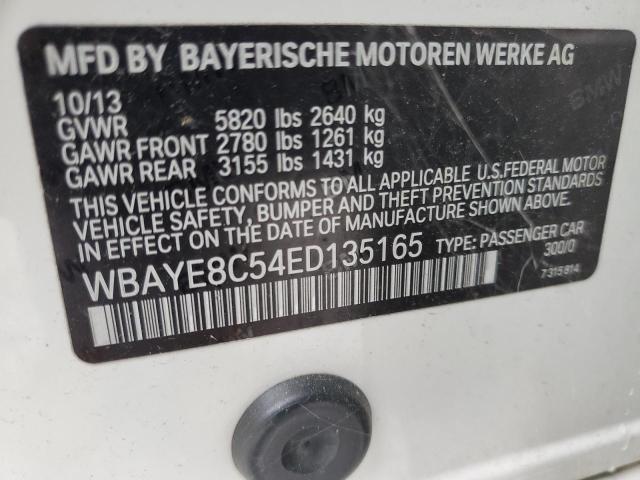 MFD BY BAYERISCHE MOTOREN WERKE AG
10/13
GVWR 5820 lbs 2640 kg
GAWR FRONT 2780 lbs 1261 kg
GAWR REAR 3155 lbs 1431 kg
THIS VEHICLE CONFORMS TO ALL APPLICABLE U.S.FEDERAL MOTOR
VEHICLE SAFETY, BUMPER AND THEFT PREVENTION STANDARDS
IN EFFECT ON THE DATE OF MANUFACTURE SHOWN ABOVE.
WBAYE8C54ED135165 TYPE: PASSENGER CAR
300/0
7315814
BMW